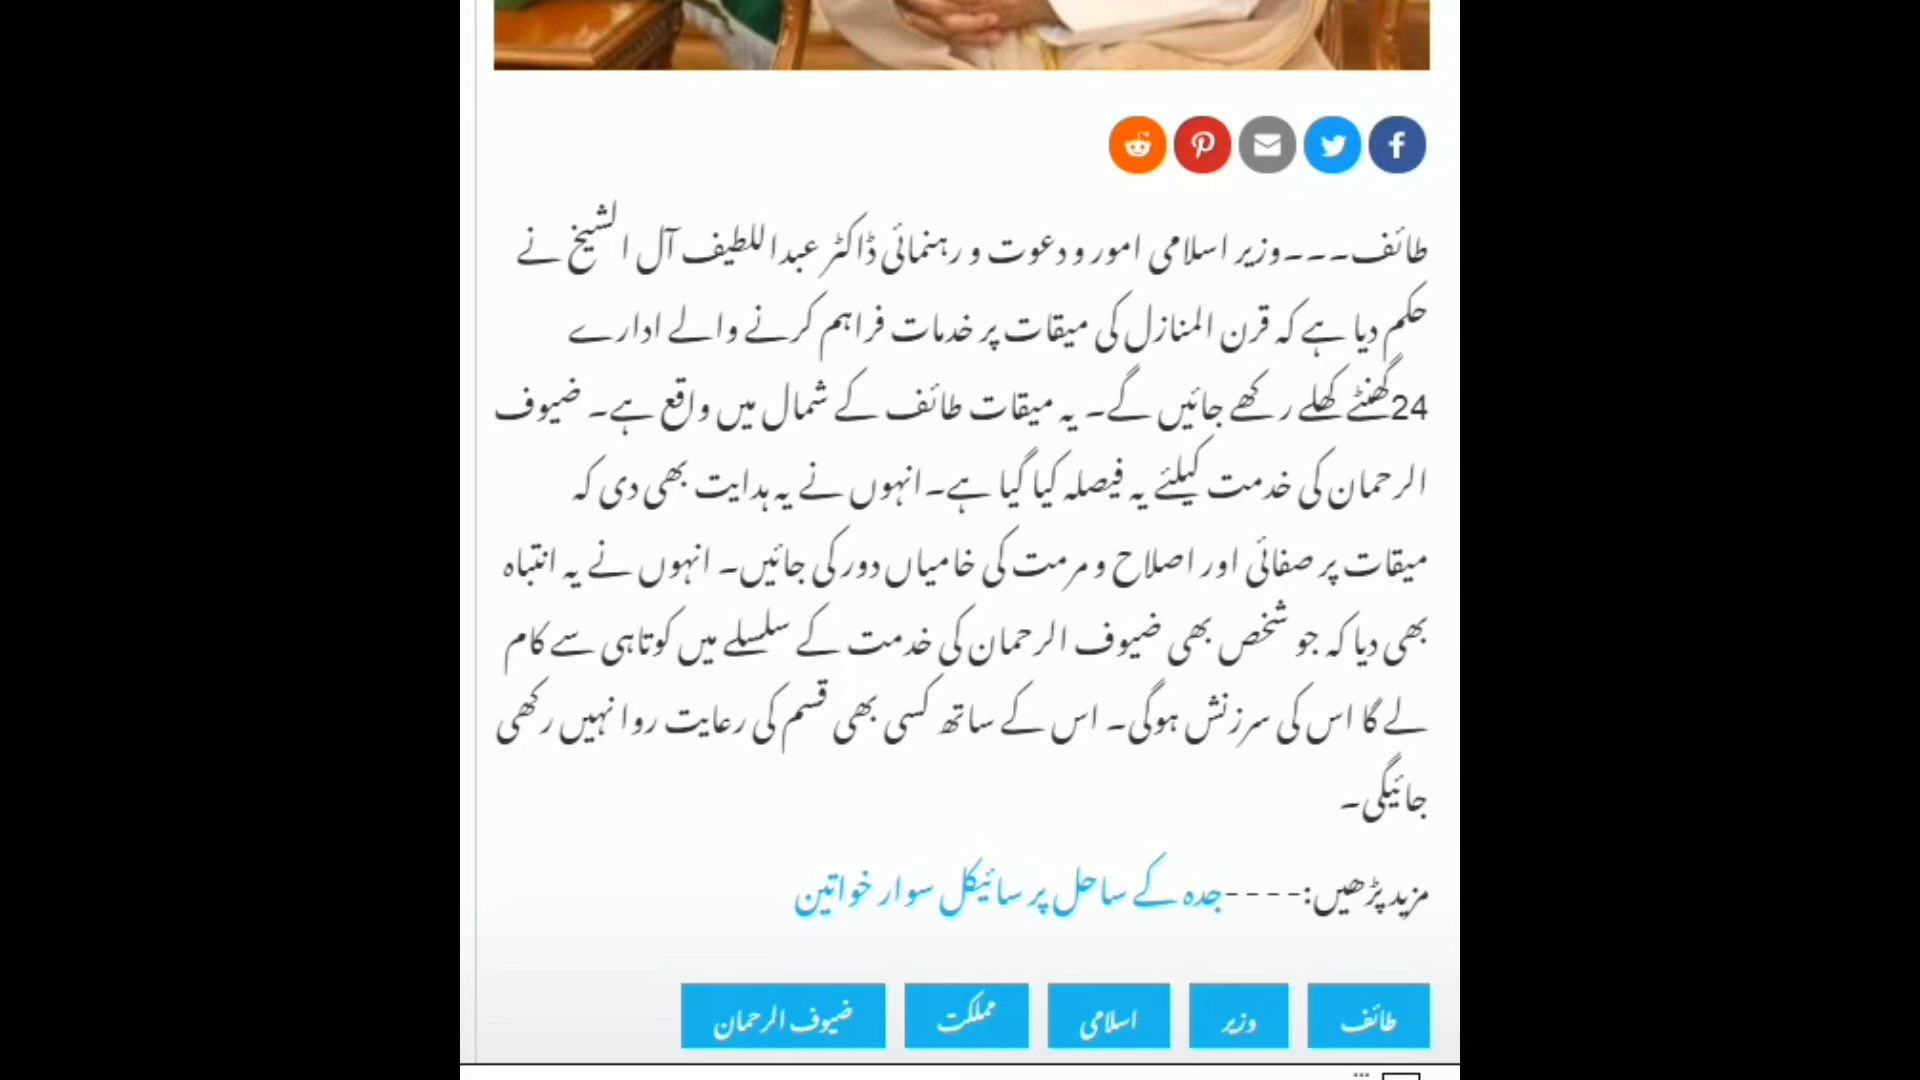 طائف۔۔۔وزیر اسلامی امور و دعوت و رہنمائی ڈاکٹر عبداللطیف آل الشیخ نے
حکم دیا ہے کہ قرن المنازل کی میقات پر خدمات فراہم کرنے والے ادارے
24گھنٹے کھلے رکھے جائیں گے۔ یہ میقات طائف کے شمال میں واقع ہے۔ ضیوف
الرحمان کی خدمت کیلئے یہ فیصلہ کیا گیا ہے۔انہوں نے یہ ہدایت بھی دی کہ
میقات پر صفائی اور اصلاح و مرمت کی خامیاں دور کی جائیں۔ انہوں نے یہ انتباہ
بھی دیا کہ جو شخص بھی ضیوف الرحمان کی خدمت کے سلسلے میں کوتاہی سے کام
لے گا اس کی سرزنش ہوگی۔ اس کے ساتھ کسی بھی قسم کی رعایت روا نہیں رکھی
جائیگی۔
مزید پڑھیں:----جدہ کے ساحل پر سائیکل سوار خواتین
طائف وزیر اسلامی مملکت ضیوف الرحمان